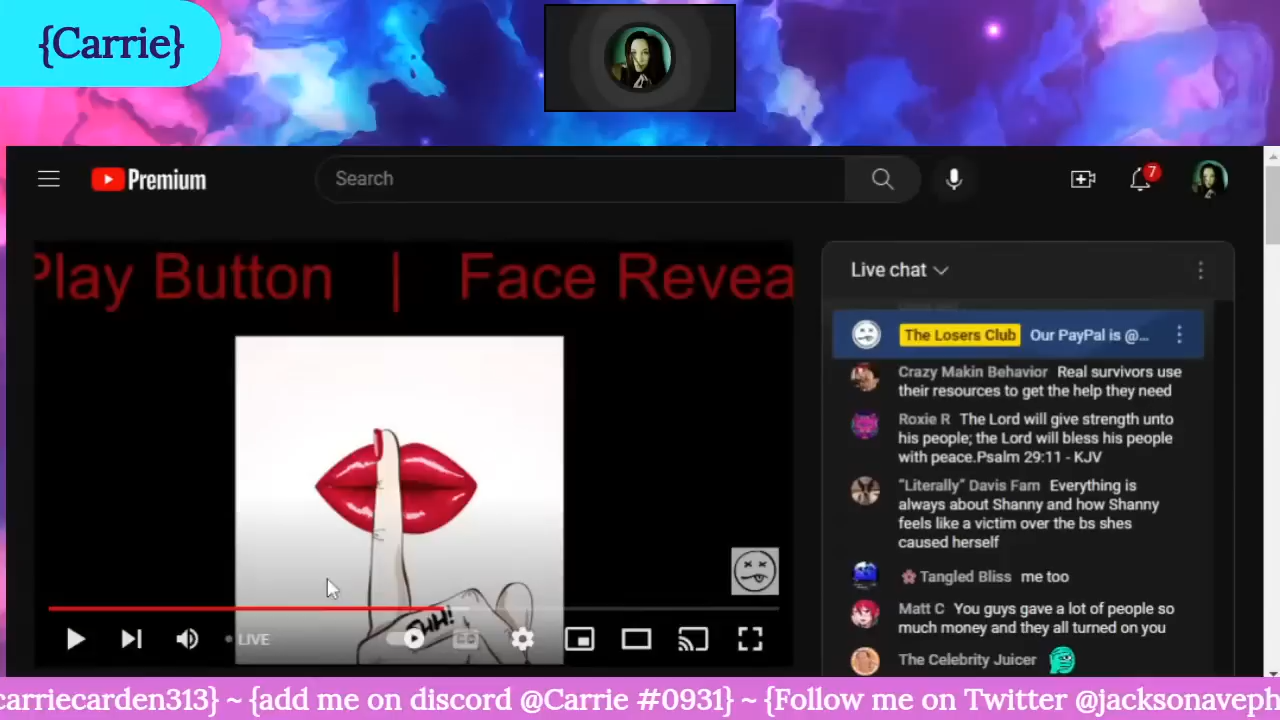 {Carrie}
Premium
Search
7
Play Button | Face Revea
Live chat
The Losers Club Our PayPal is @...
Crazy Makin Behavior Real survivors use
their resources to get the help they need
Roxie R The Lord will give strength unto
his people; the Lord will bless his people
with peace.Psalm 29:11 - KJV
“Literally” Davis Fam Everything is
always about Shanny and how Shanny
feels like a victim over the bs shes
caused herself
Tangled Bliss me too
Matt C You guys gave a lot of people so
much money and they all turned on you
The Celebrity Juicer
LIVE
CC
carriecarden313} ~ {add me on discord @Carrie #0931} ~ {Follow me on Twitter @jacksonaveph